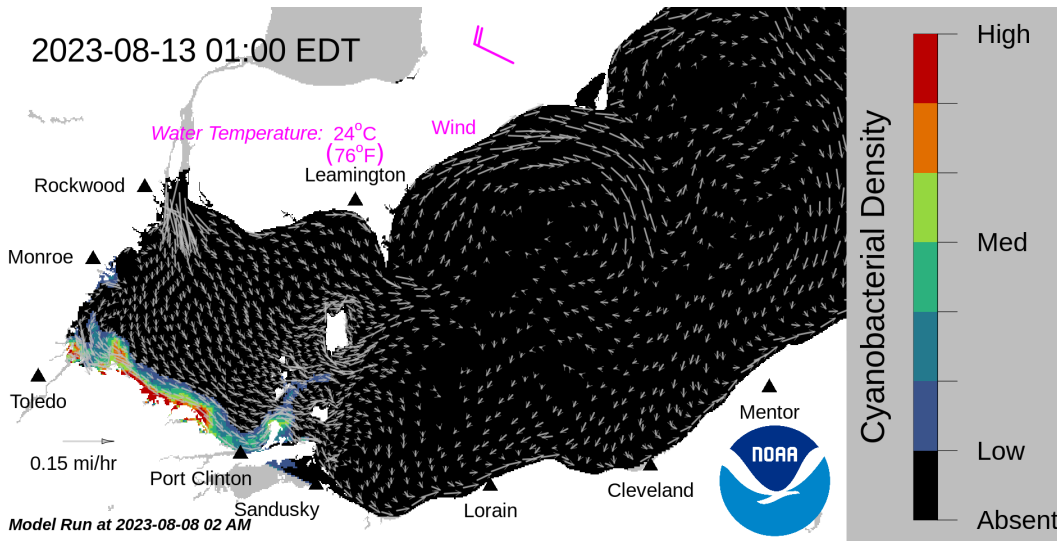 2023-08-13 01:00 EDT
High
Water Temperature: 24°C
(76°F)
Wind
Leamington
Rockwood
Monroe
Med
Cyanobacterial Density
Toledo
Mentor
0.15 mi/hr
Port Clinton
NOAA
Low
Sandusky
Lorain
Cleveland
Model Run at 2023-08-08 02 AM
Absent